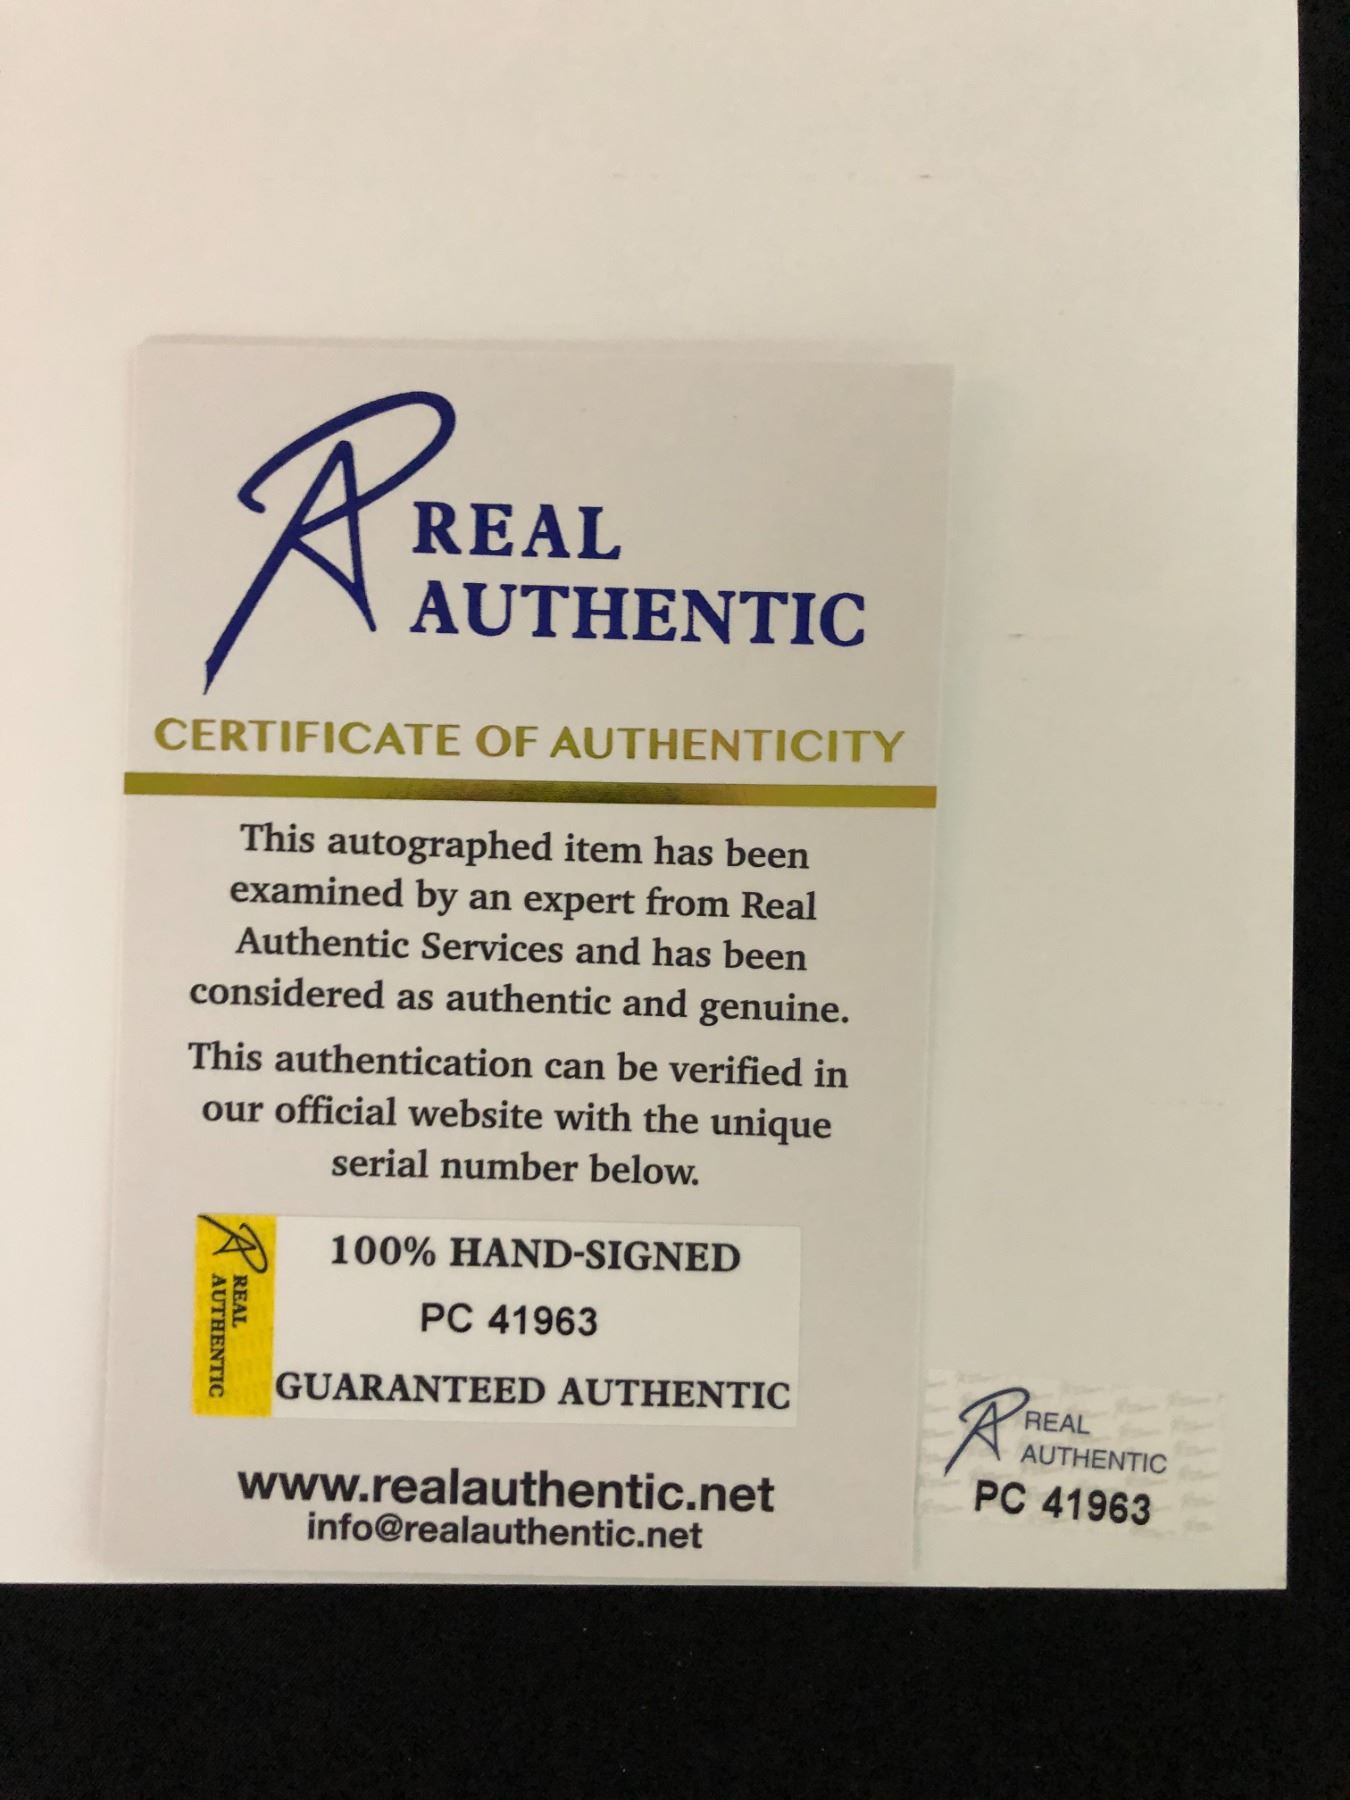 REAL
AUTHENTIC
CERTIFICATE OF AUTHENTICITY
This autographed item has been
examined by an expert from Real
Authentic Services and has been
considered as authentic and genuine.
This authentication can be verified in
our official website with the unique
serial number below.
REAL
AUTHENTIC
100% HAND-SIGNED
PC 41963
GUARANTEED AUTHENTIC
www.realauthentic.net
info@realauthentic.net
REAL
AUTHENTIC
PC 41963